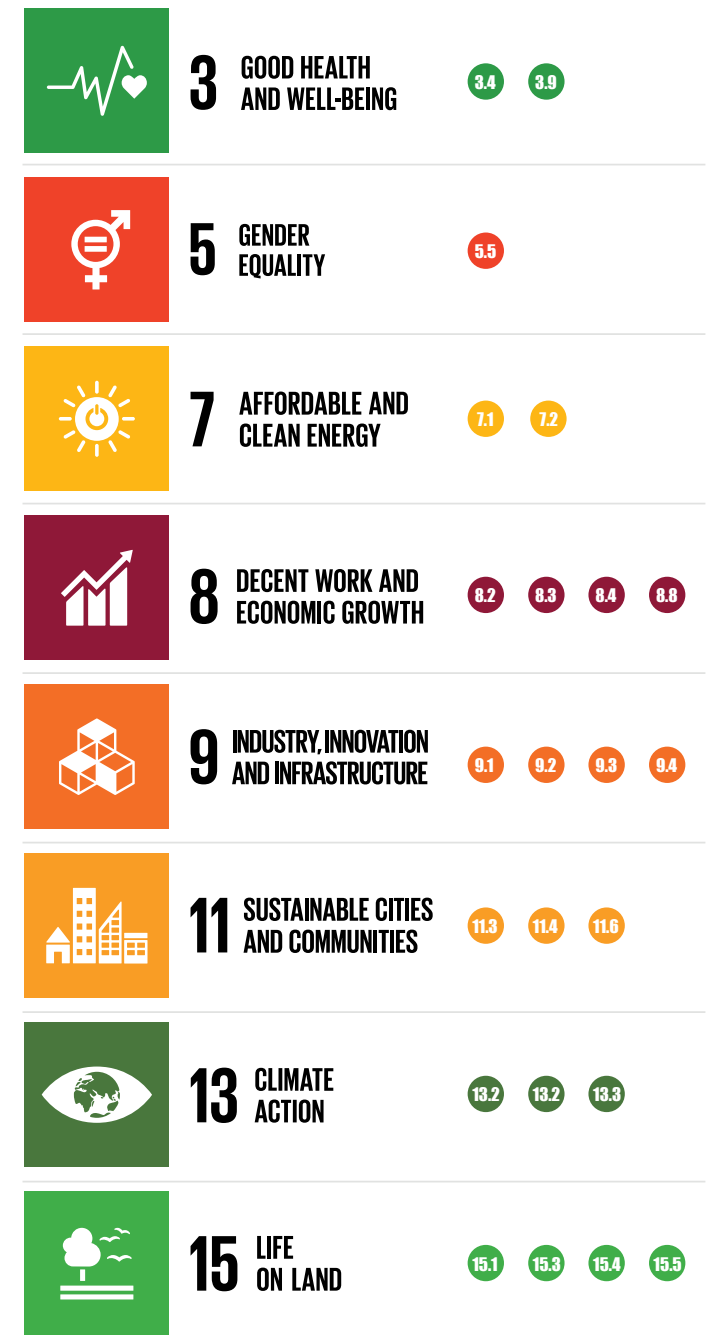 3 GOOD HEALTH
AND WELL-BEING
3.4 3.9
5 GENDER
EQUALITY
5.5
7 AFFORDABLE AND
CLEAN ENERGY
7.1 7.2
8 DECENT WORK AND
ECONOMIC GROWTH
8.2 8.3 8.4 8.8
9 INDUSTRY, INNOVATION
AND INFRASTRUCTURE
9.1 9.2 9.3 9.4
11 SUSTAINABLE CITIES
AND COMMUNITIES
11.3 11.4 11.6
13 CLIMATE
ACTION
13.2 13.2 13.3
15 LIFE
ON LAND
15.1 15.3 15.4 15.5